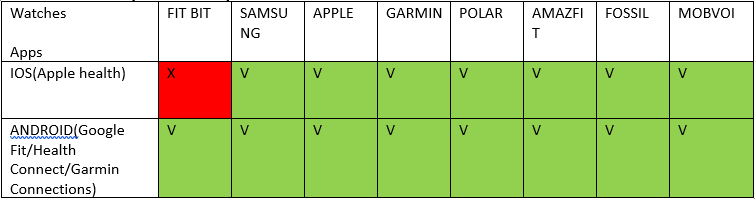 Watches
Apps
FIT BIT
SAMSU
NG
APPLE
GARMIN
POLAR
AMAZFI
T
FOSSIL
MOBVOI
IOS(Apple health)
X
V
V
V
V
V
V
V
ANDROID(Google
Fit/Health
Connect/Garmin
Connections)
V
V
V
V
V
V
V
V